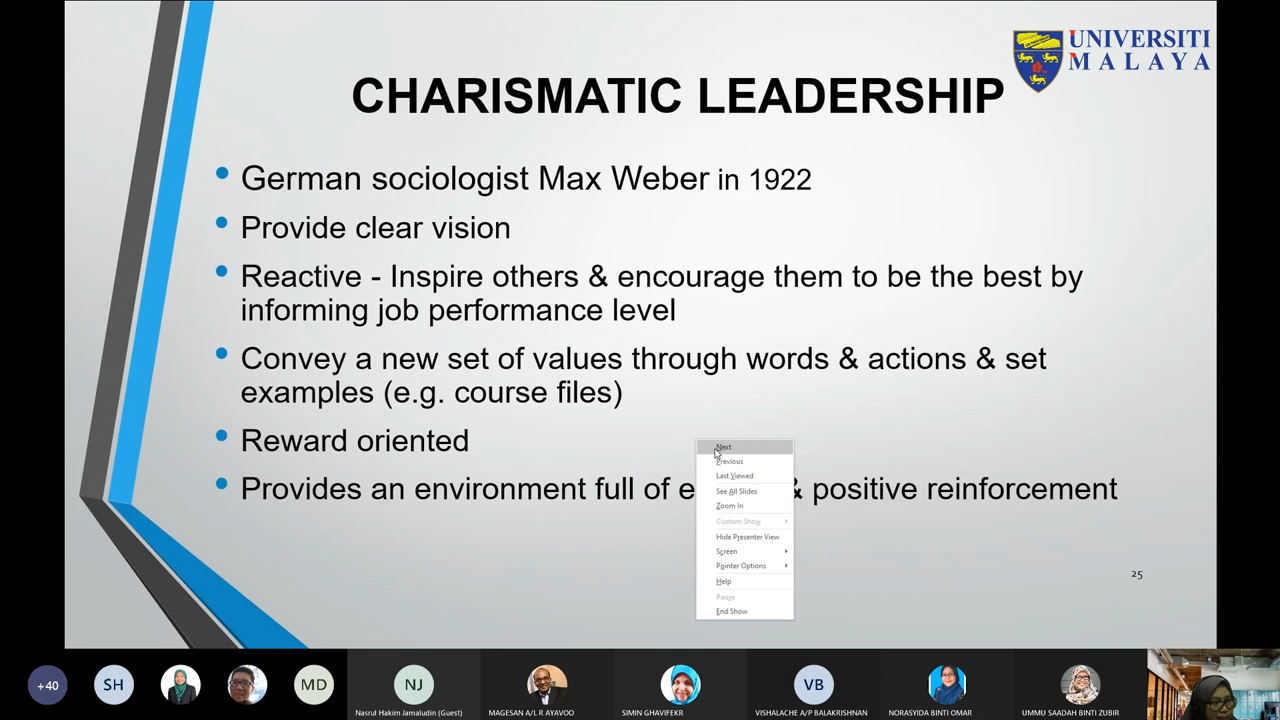 UNIVERSITI
MALAYA
CHARISMATIC LEADERSHIP
German sociologist Max Weber in 1922
Provide clear vision
Reactive - Inspire others & encourage them to be the best by
informing job performance level
Convey a new set of values through words & actions & set
examples (e.g. course files)
Reward oriented
Provides an environment full of e & positive reinforcement
Next
Previous
Last Viewed
See All Slides
Zoom In
Custom Show
Hide Presenter View
Screen
Pointer Options
Help
Pause
End Show
25
+40
SH
MD
NJ
VB
Nasrul Hakim Jamaludin (Guest)
MAGESAN A/L R AYAVOO
SIMIN GHAVIFEKR
VISHALACHE A/P BALAKRISHNAN
NORASYIDA BINTI OMAR
UMMU SAADAH BINTI ZUBIR